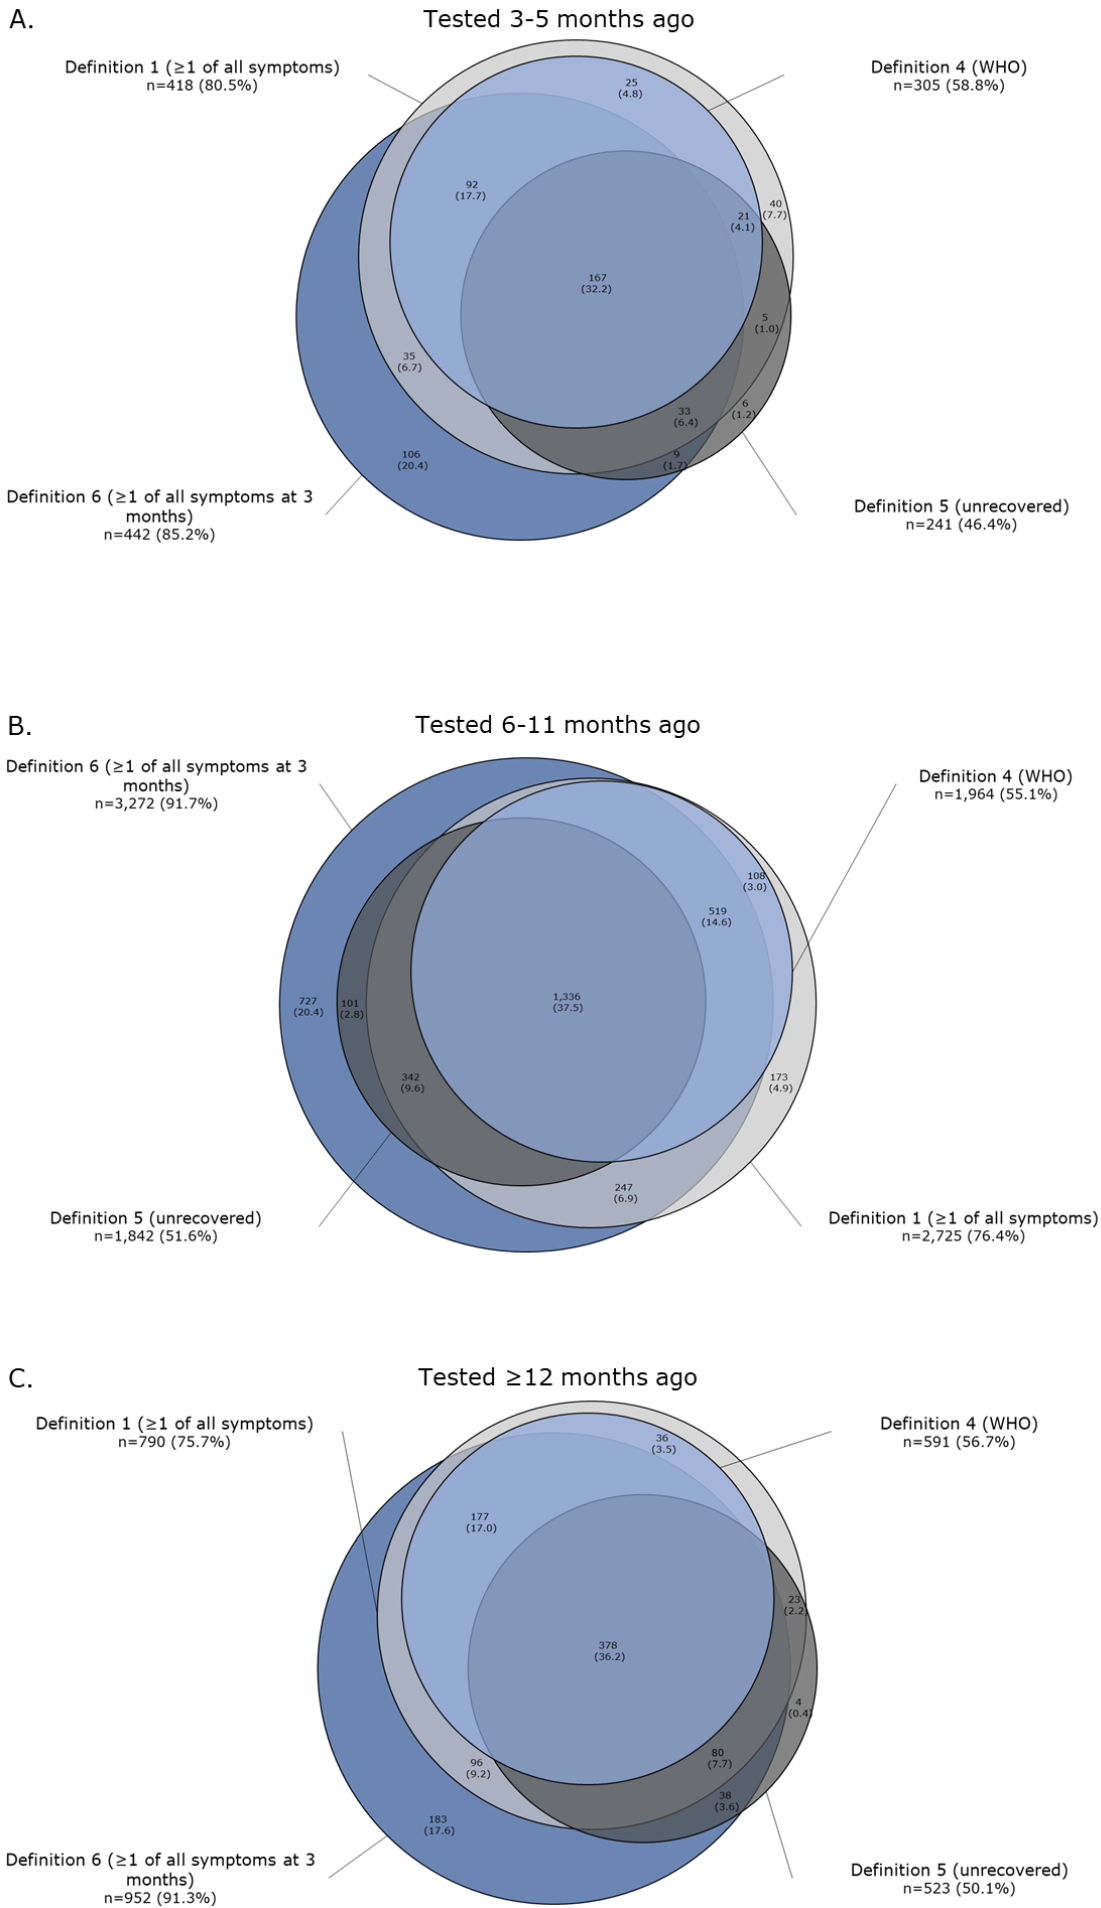 A.
Tested 3-5 months ago
Definition 1 (≥1 of all symptoms)
n=418 (80.5%)
Definition 4 (WHO)
n=305 (58.8%)
25
(4.8)
92
(17.7)
40
(7.7)
21
(4.1)
167
(32.2)
5
(1.0)
35
(6.7)
6
(1.2)
33
(6.4)
106
(20.4)
9
(1.7)
Definition 6 (≥1 of all symptoms at 3
months)
n=442 (85.2%)
Definition 5 (unrecovered)
n=241 (46.4%)
B.
Tested 6-11 months ago
Definition 6 (≥1 of all symptoms at 3
months)
n=3,272 (91.7%)
Definition 4 (WHO)
n=1,964 (55.1%)
108
(3.0)
519
(14.6)
727
(20.4)
101
(2.8)
1,336
(37.5)
342
(9.6)
173
(4.9)
247
(6.9)
Definition 5 (unrecovered)
n=1,842 (51.6%)
Definition 1 (≥1 of all symptoms)
n=2,725 (76.4%)
C.
Tested ≥12 months ago
Definition 1 (≥1 of all symptoms)
n=790 (75.7%)
Definition 4 (WHO)
n=591 (56.7%)
36
(3.5)
177
(17.0)
23
(2.2)
378
(36.2)
4
(0.4)
80
(7.7)
96
(9.2)
38
(3.6)
183
(17.6)
Definition 6 (≥1 of all symptoms at 3
months)
n=952 (91.3%)
Definition 5 (unrecovered)
n=523 (50.1%)